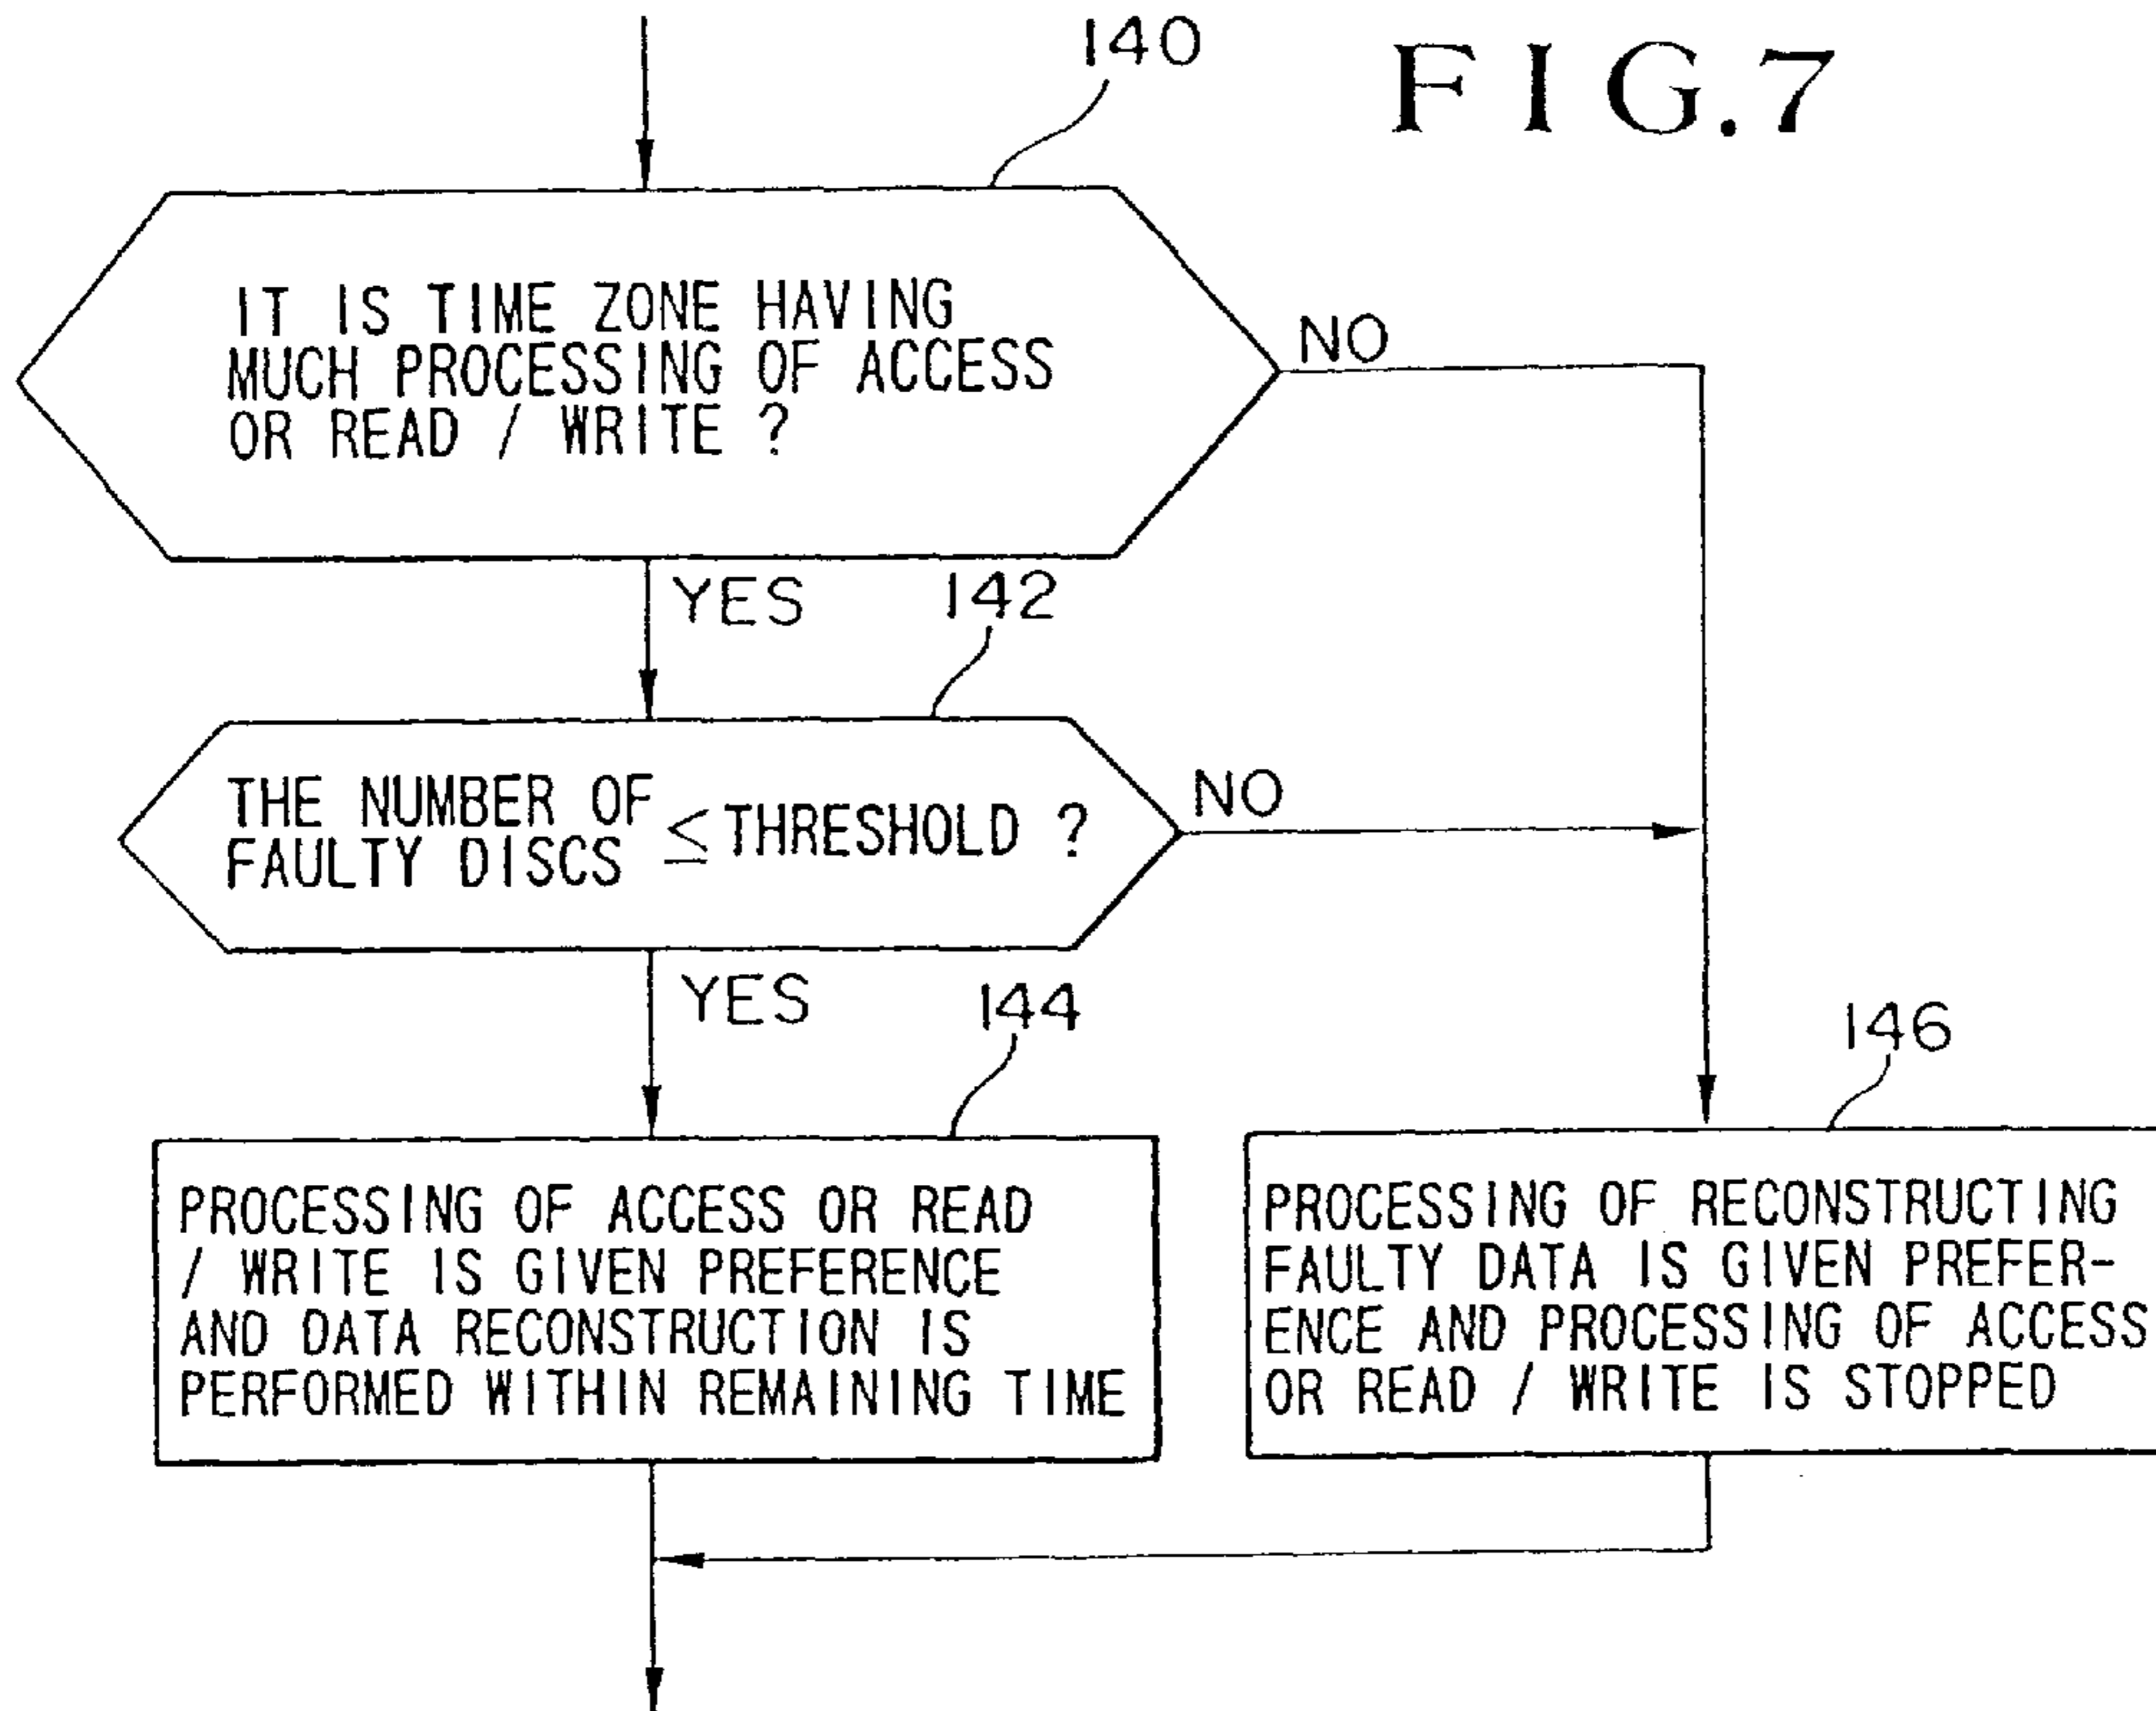 140
FIG.7
IT IS TIME ZONE HAVING
MUCH PROCESSING OF ACCESS
OR READ / WRITE ?
NO
YES
142
THE NUMBER OF
FAULTY DISCS ≦ THRESHOLD ?
NO
YES
144
146
PROCESSING OF ACCESS OR READ
/ WRITE IS GIVEN PREFERENCE
AND DATA RECONSTRUCTION IS
PERFORMED WITHIN REMAINING TIME
PROCESSING OF RECONSTRUCTING
FAULTY DATA IS GIVEN PREFER-
ENCE AND PROCESSING OF ACCESS
OR READ / WRITE IS STOPPED